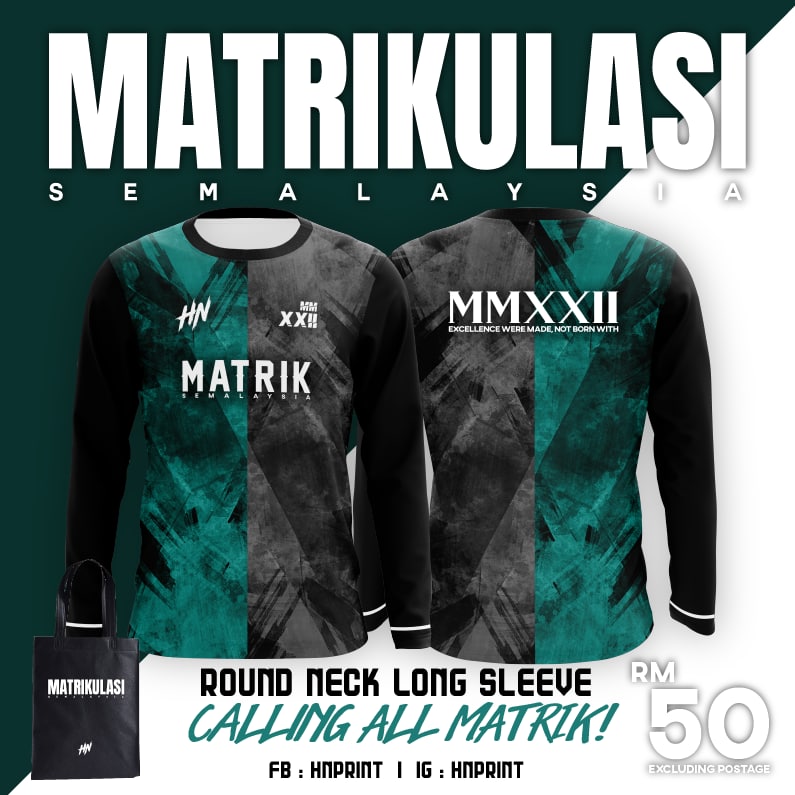 MATRIKULASI
SEMALAYSIA
HN
MM
XXII
MATRIK
SEMALAYSIA
MMXXII
EXCELLENCE WERE MADE, NOT BORN WITH
MATRIKULASI
SEMALAYSIA
HN
ROUND NECK LONG SLEEVE
CALLING ALL MATRIK!
FB : HNPRINT I IG : HNPRINT
RM
50
EXCLUDING POSTAGE